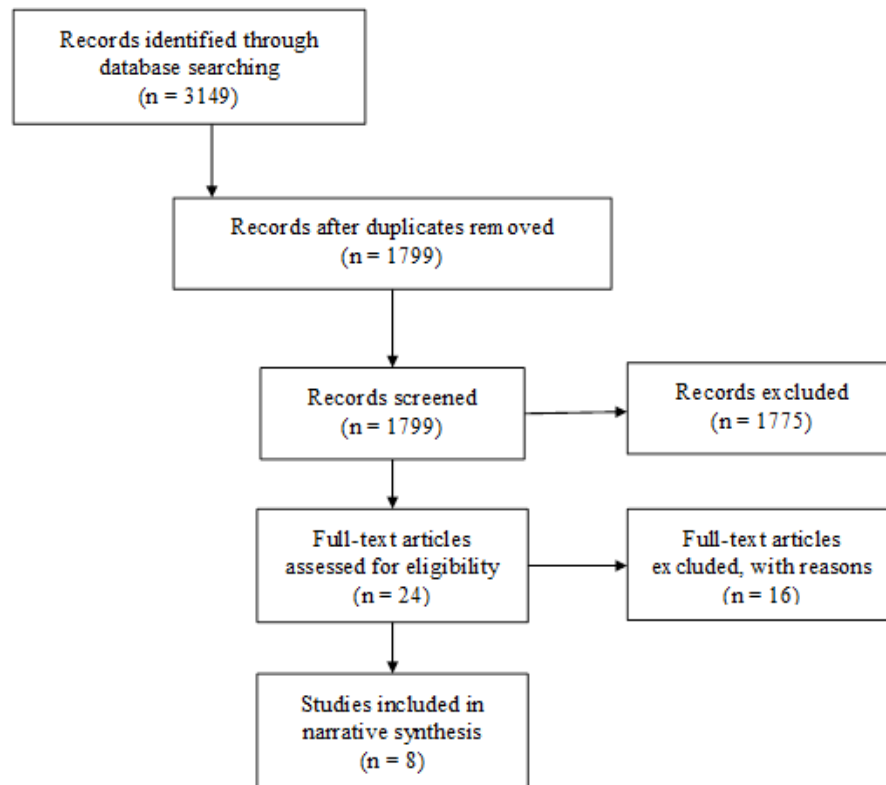 Records identified through
database searching
(n = 3149)
Records after duplicates removed
(n = 1799)
Records screened
(n = 1799)
Records excluded
(n = 1775)
Full-text articles
assessed for eligibility
(n = 24)
Full-text articles
excluded, with reasons
(n = 16)
Studies included in
narrative synthesis
(n = 8)